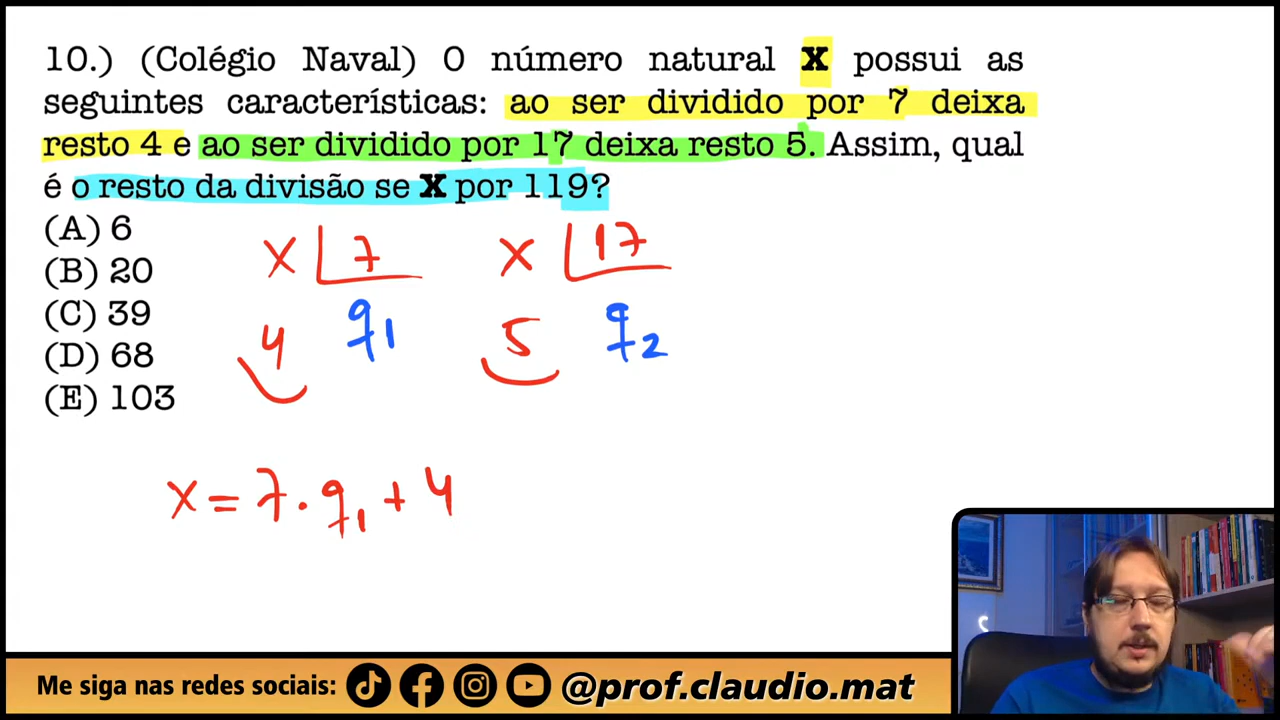 10.) (Colégio Naval) O número natural X possui as
seguintes características: ao ser dividido por 7 deixa
resto 4 e ao ser dividido por 17 deixa resto 5. Assim, qual
é o resto da divisão se X por 119?
(A) 6
(B) 20
(C) 39
(D) 68
(E) 103
X 7
4 q1
X 17
5 q2
X = 7 . q1 + 4
Me siga nas redes sociais: @prof.claudio.mat